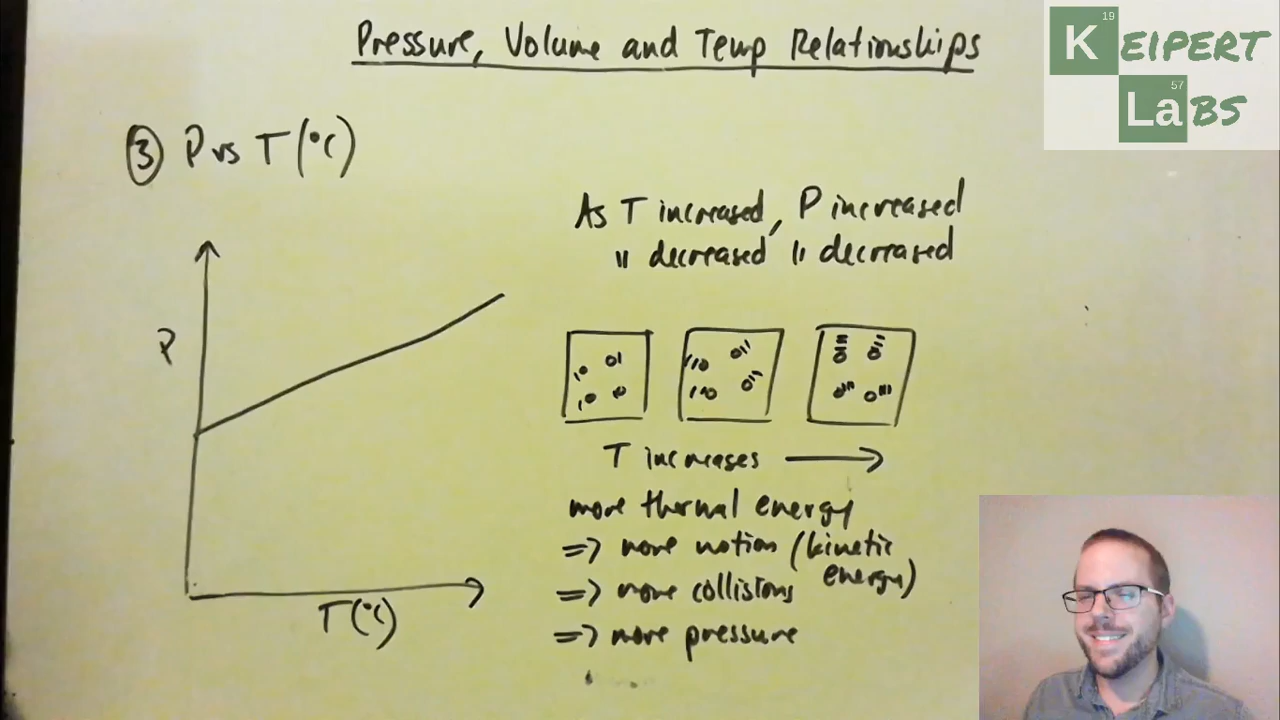 Pressure, Volume and Temp Relationships
19
KEIPERT
57
LaBS
③ P vs T (°C)
As T increased, P increased
" decreased " decreased
P
T increases
more thermal energy
=> more motion (kinetic
energy)
=> more collisions
=> more pressure
T (°C)